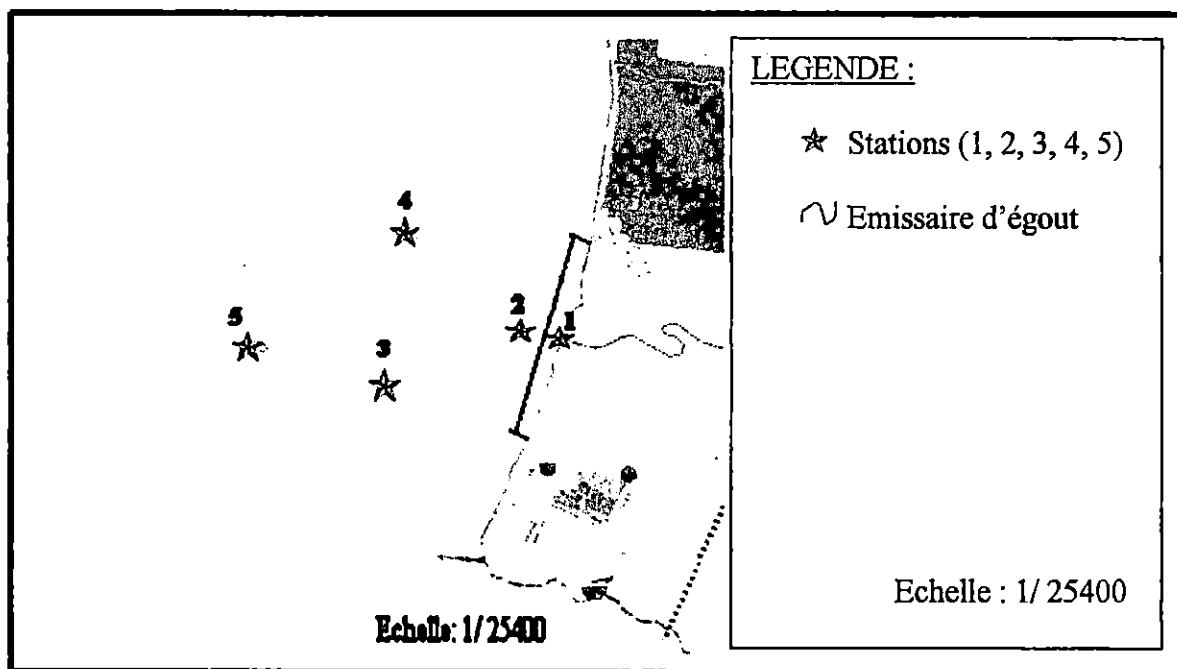 4
5
2
1
3
Echelle: 1/ 25400
LEGENDE :
Stations (1, 2, 3, 4, 5)
Emissaire d'égout
Echelle : 1/ 25400